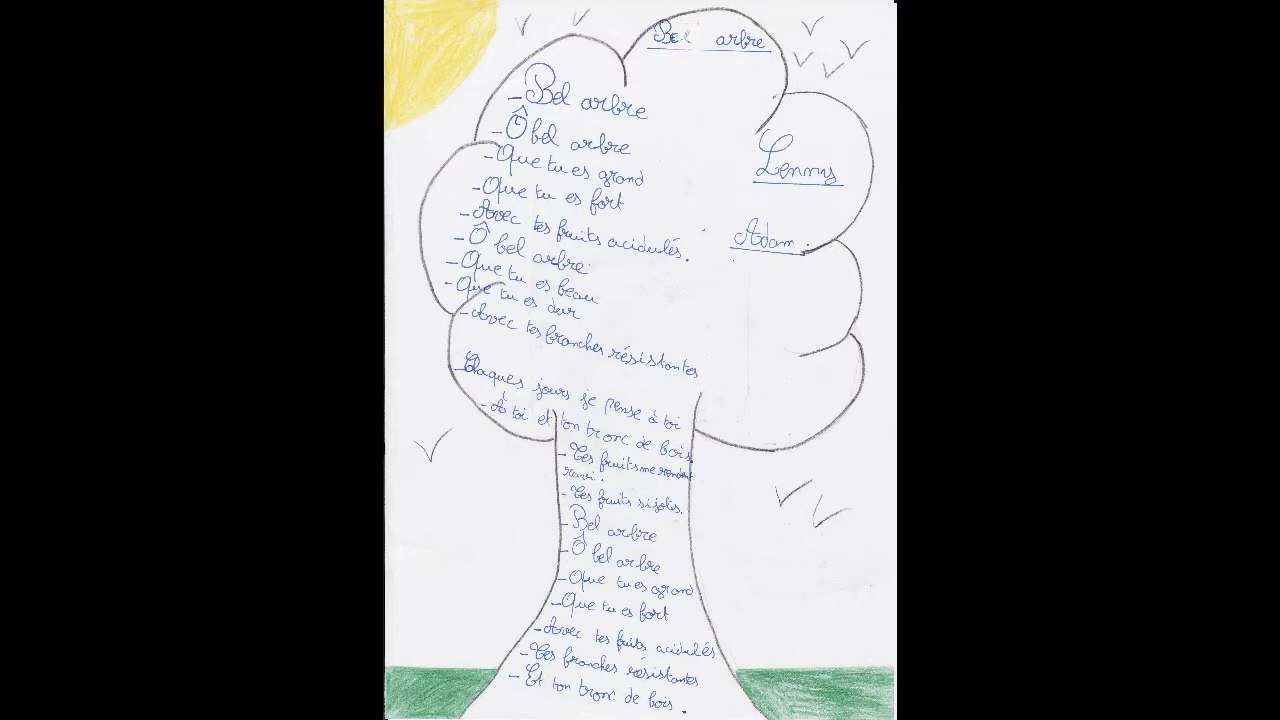 Bel arbre
Lenny
Adam.
- Bel arbre
- Ô bel arbre
- Que tu es grand
- Que tu es fort
- Avec tes fruits acidulés.
- Ô bel arbre
- Que tu es beau
- Que tu es dur
- Avec tes branches résistantes
- Chaques jours je pense à toi
- À toi et ton tronc de bois.
- Tes fruits me rendent
ravi.
- Tes fruits si jolis.
- Bel arbre
- Ô bel arbre
- Que tu es grand
- Que tu es fort
- Avec tes fruits acidulés
- Tes branches résistantes
- Et ton tronc de bois.